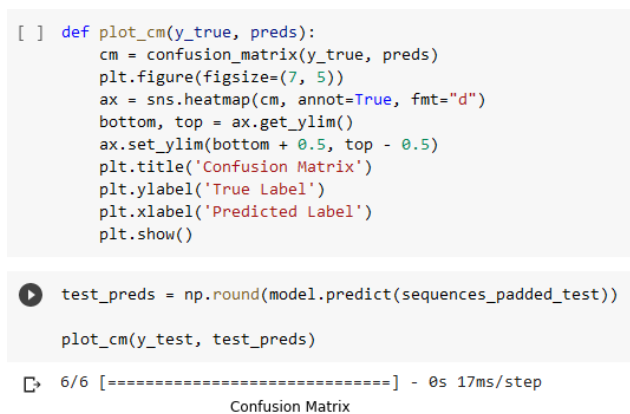 [ ] def plot_cm(y_true, preds):
cm = confusion_matrix(y_true, preds)
plt.figure(figsize=(7, 5))
ax = sns.heatmap(cm, annot=True, fmt="d")
bottom, top = ax.get_ylim()
ax.set_ylim(bottom + 0.5, top - 0.5)
plt.title('Confusion Matrix')
plt.ylabel('True Label')
plt.xlabel('Predicted Label')
plt.show()
test_preds = np.round(model.predict(sequences_padded_test))
plot_cm(y_test, test_preds)
6/6 [==============================] - 0s 17ms/step
Confusion Matrix